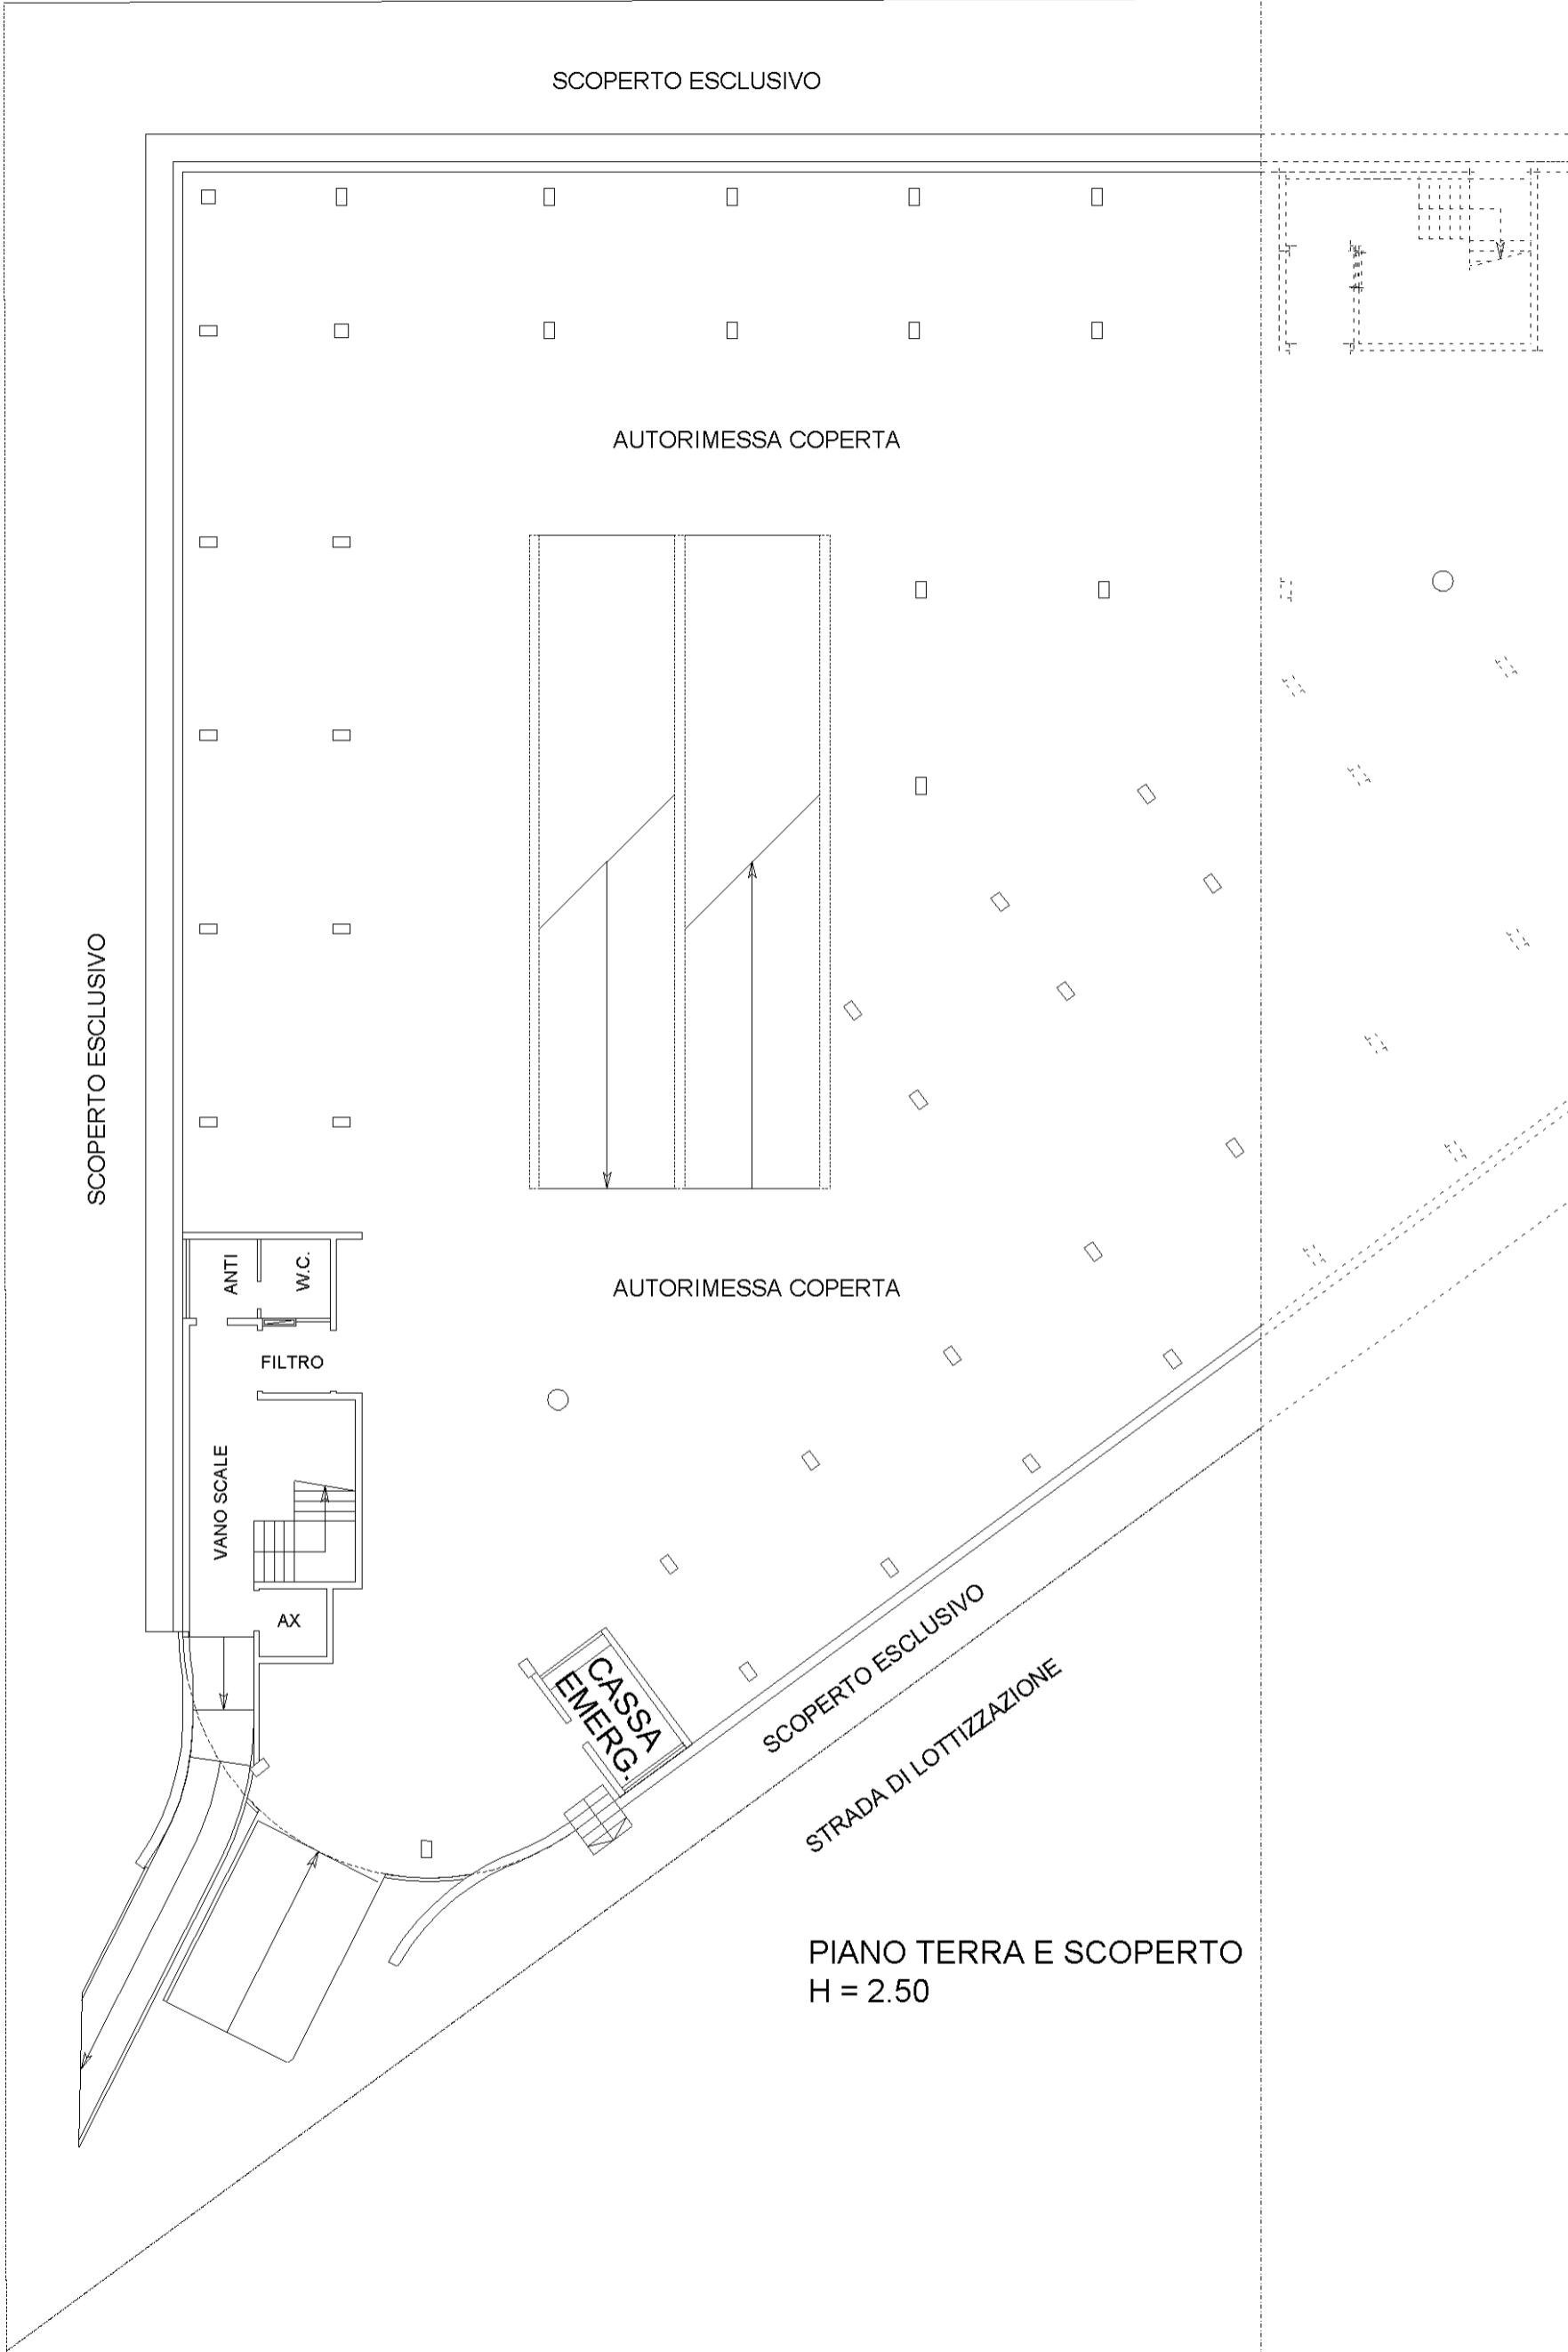 SCOPERTO ESCLUSIVO
AUTORIMESSA COPERTA
SCOPERTO ESCLUSIVO
ANTI
W.C.
AUTORIMESSA COPERTA
FILTRO
VANO SCALE
AX
CASSA
EMERG.
SCOPERTO ESCLUSIVO
STRADA DI LOTTIZZAZIONE
PIANO TERRA E SCOPERTO
H = 2.50